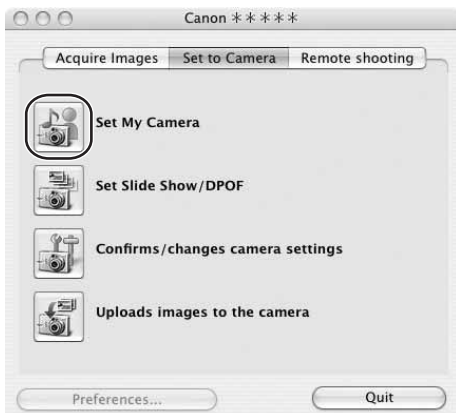 Canon *****
Acquire Images Set to Camera Remote shooting
Set My Camera
Set Slide Show/DPOF
Confirms/changes camera settings
Uploads images to the camera
Preferences... Quit